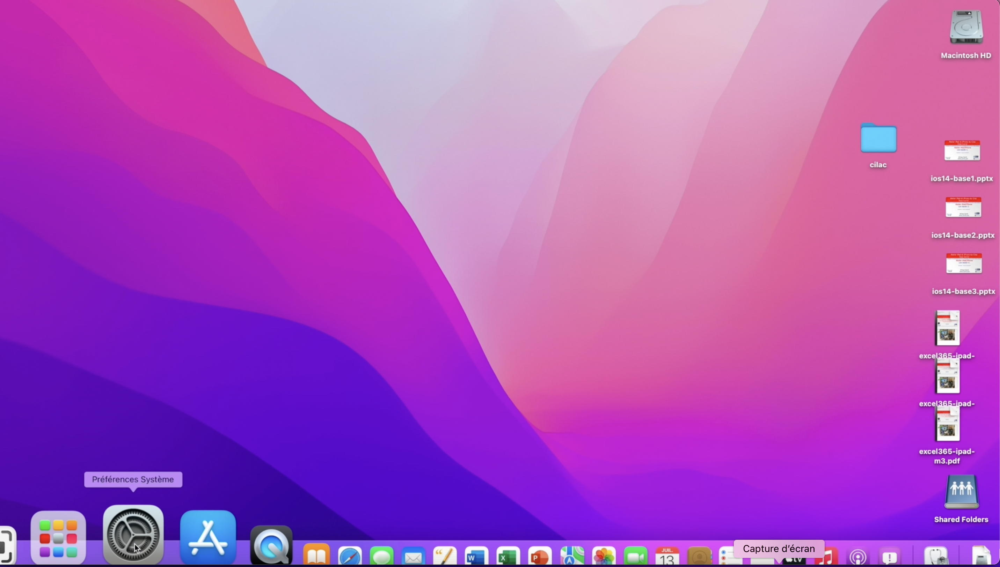 Macintosh HD
cilac
ios14-base1.pptx
ios14-base2.pptx
ios14-base3.pptx
excel365-ipad-
excel365-ipad-
excel365-ipad-
m3.pdf
Préférences Système
Shared Folders
Capture d’écran
W
X
P
JUIL.
13
tv